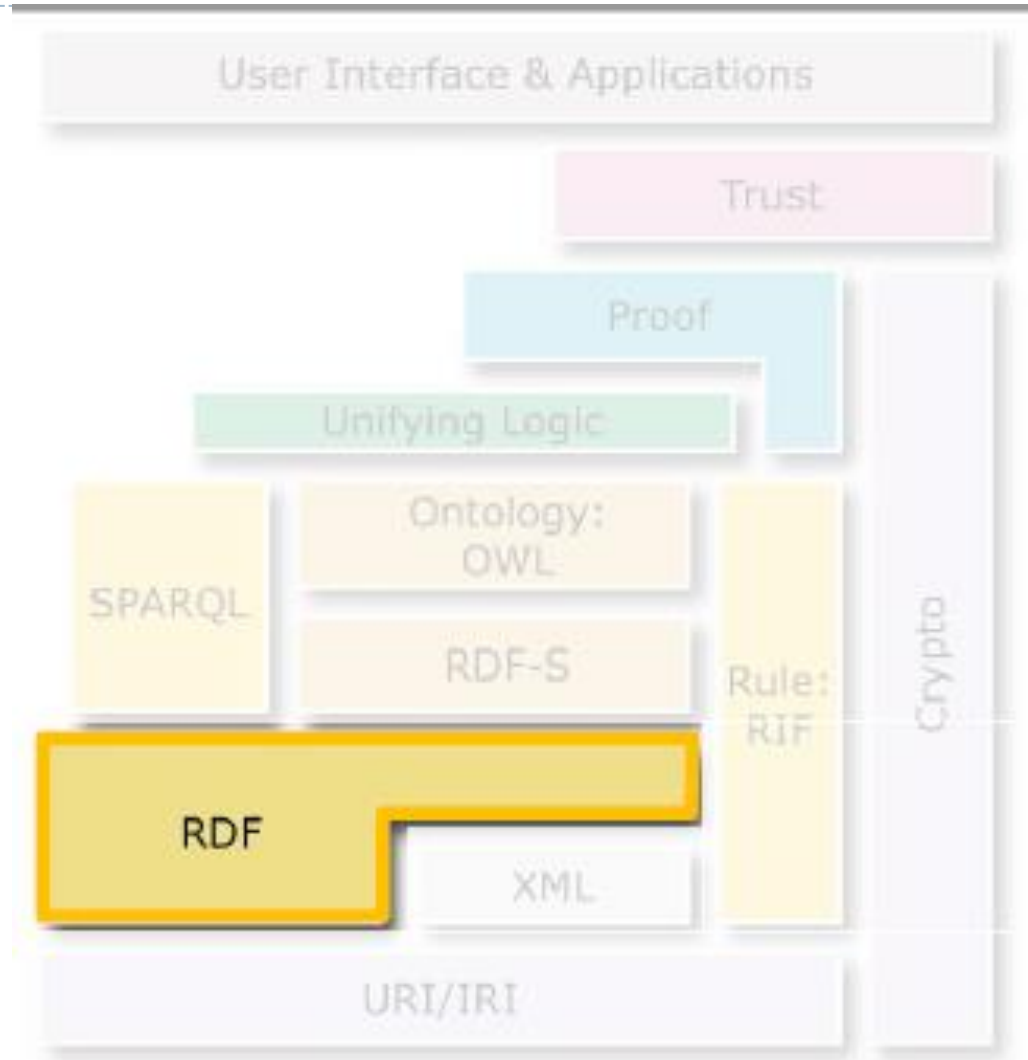 User Interface & Applications
Trust
Proof
Unifying Logic
Ontology:
OWL
SPARQL
RDF-S
Rule:
RIF
Crypto
RDF
XML
URI/IRI